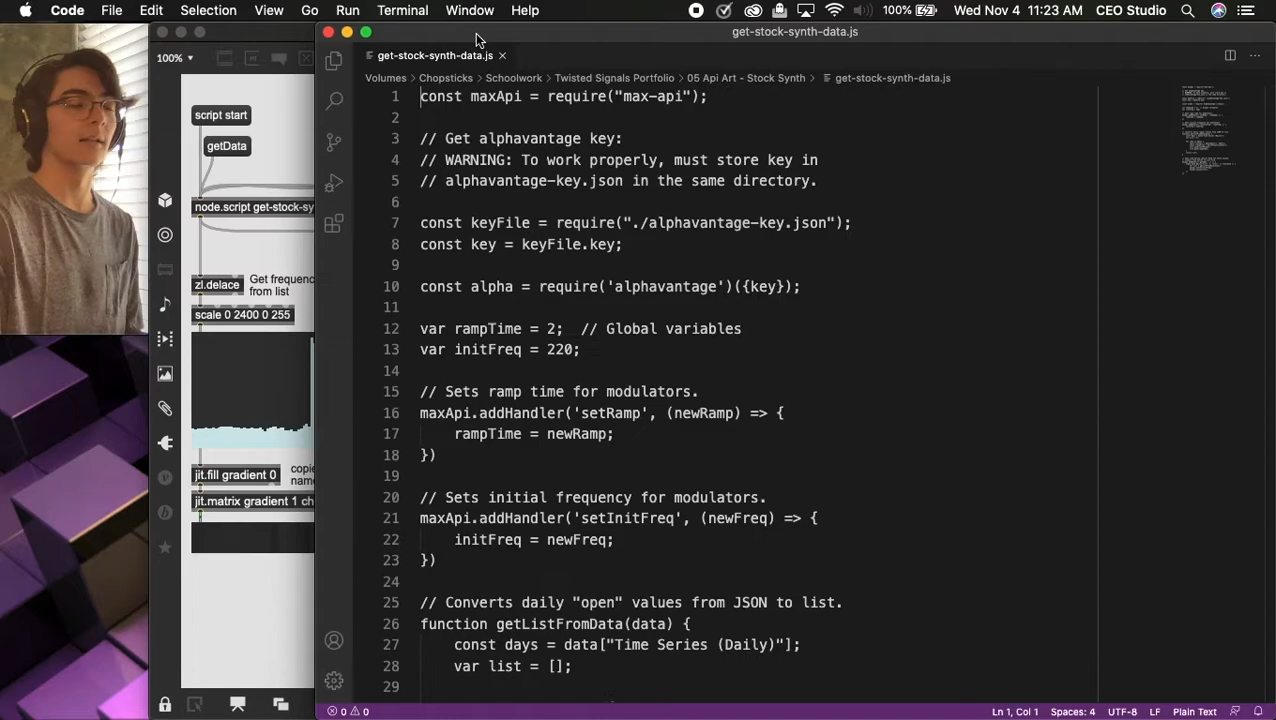 Code File Edit Selection View Go Run Terminal Window Help
100% Wed Nov 4 11:23 AM CEO Studio
100%
script start
getData
node.script get-stock-sy
zl.delace
Get frequenc
from list
scale 0 2400 0 255
jit.fill gradient 0
copie
name
jit.matrix gradient 1 ch
get-stock-synth-data.js
get-stock-synth-data.js
Volumes > Chopsticks > Schoolwork > Twisted Signals Portfolio > 05 Api Art - Stock Synth > get-stock-synth-data.js
1 const maxApi = require("max-api");
2
3 // Get alphavantage key:
4 // WARNING: To work properly, must store key in
5 // alphavantage-key.json in the same directory.
6
7 const keyFile = require("./alphavantage-key.json");
8 const key = keyFile.key;
9
10 const alpha = require('alphavantage')({key});
11
12 var rampTime = 2;  // Global variables
13 var initFreq = 220;
14
15 // Sets ramp time for modulators.
16 maxApi.addHandler('setRamp', (newRamp) => {
17     rampTime = newRamp;
18 })
19
20 // Sets initial frequency for modulators.
21 maxApi.addHandler('setInitFreq', (newFreq) => {
22     initFreq = newFreq;
23 })
24
25 // Converts daily "open" values from JSON to list.
26 function getListFromData(data) {
27     const days = data["Time Series (Daily)"];
28     var list = [];
29
0 0 Ln 1, Col 1 Spaces: 4 UTF-8 LF Plain Text